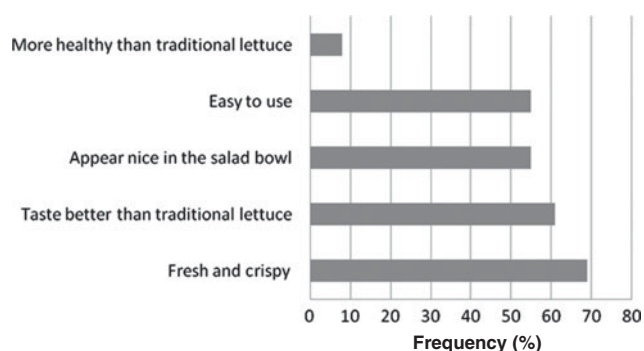 More healthy than traditional lettuce
Easy to use
Appear nice in the salad bowl
Taste better than traditional lettuce
Fresh and crispy
0 10 20 30 40 50 60 70 80
Frequency (%)